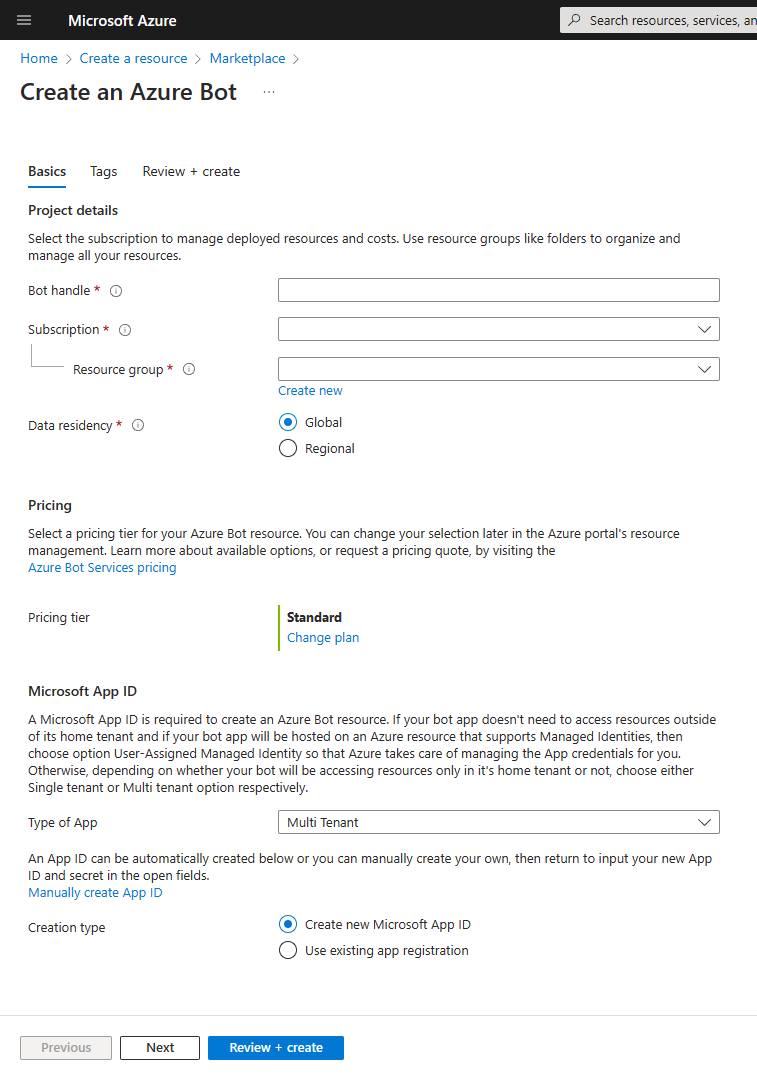 Microsoft Azure
Search resources, services, an
Home > Create a resource > Marketplace >
Create an Azure Bot ...
Basics Tags Review + create
Project details
Select the subscription to manage deployed resources and costs. Use resource groups like folders to organize and
manage all your resources.
Bot handle *
Subscription *
Resource group *
Create new
Data residency *
Global
Regional
Pricing
Select a pricing tier for your Azure Bot resource. You can change your selection later in the Azure portal's resource
management. Learn more about available options, or request a pricing quote, by visiting the
Azure Bot Services pricing
Pricing tier
Standard
Change plan
Microsoft App ID
A Microsoft App ID is required to create an Azure Bot resource. If your bot app doesn't need to access resources outside
of its home tenant and if your bot app will be hosted on an Azure resource that supports Managed Identities, then
choose option User-Assigned Managed Identity so that Azure takes care of managing the App credentials for you.
Otherwise, depending on whether your bot will be accessing resources only in it's home tenant or not, choose either
Single tenant or Multi tenant option respectively.
Type of App
Multi Tenant
An App ID can be automatically created below or you can manually create your own, then return to input your new App
ID and secret in the open fields.
Manually create App ID
Creation type
Create new Microsoft App ID
Use existing app registration
Previous Next Review + create